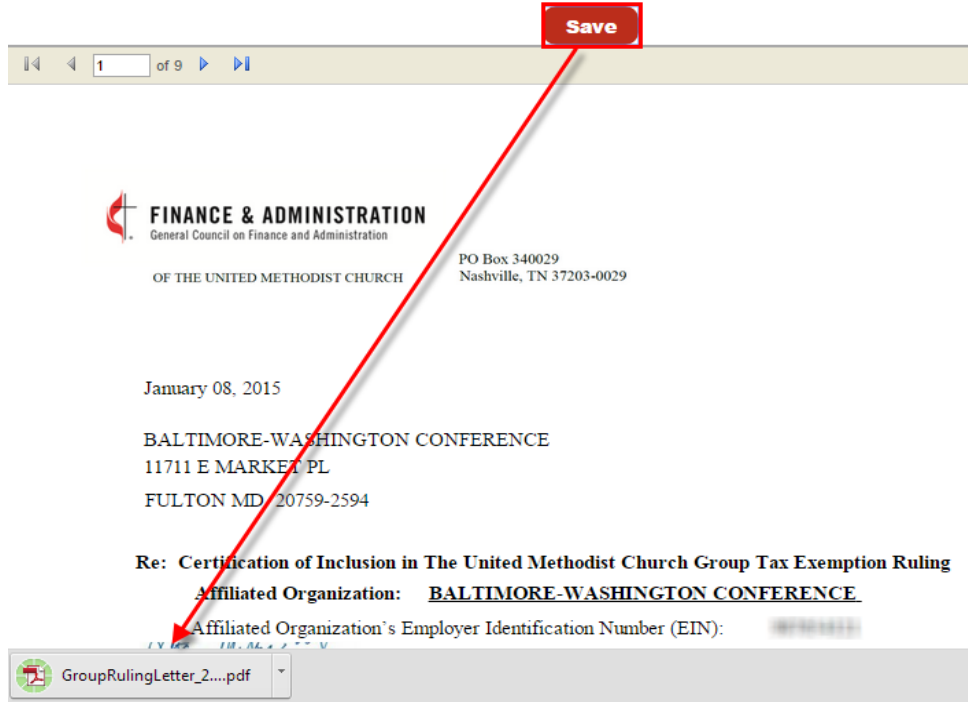 Save
1 of 9
FINANCE & ADMINISTRATION
General Council on Finance and Administration
OF THE UNITED METHODIST CHURCH
PO Box 340029
Nashville, TN 37203-0029
January 08, 2015
BALTIMORE-WASHINGTON CONFERENCE
11711 E MARKET PL
FULTON MD 20759-2594
Re: Certification of Inclusion in The United Methodist Church Group Tax Exemption Ruling
Affiliated Organization: BALTIMORE-WASHINGTON CONFERENCE
Affiliated Organization's Employer Identification Number (EIN):
GroupRulingLetter_2....pdf